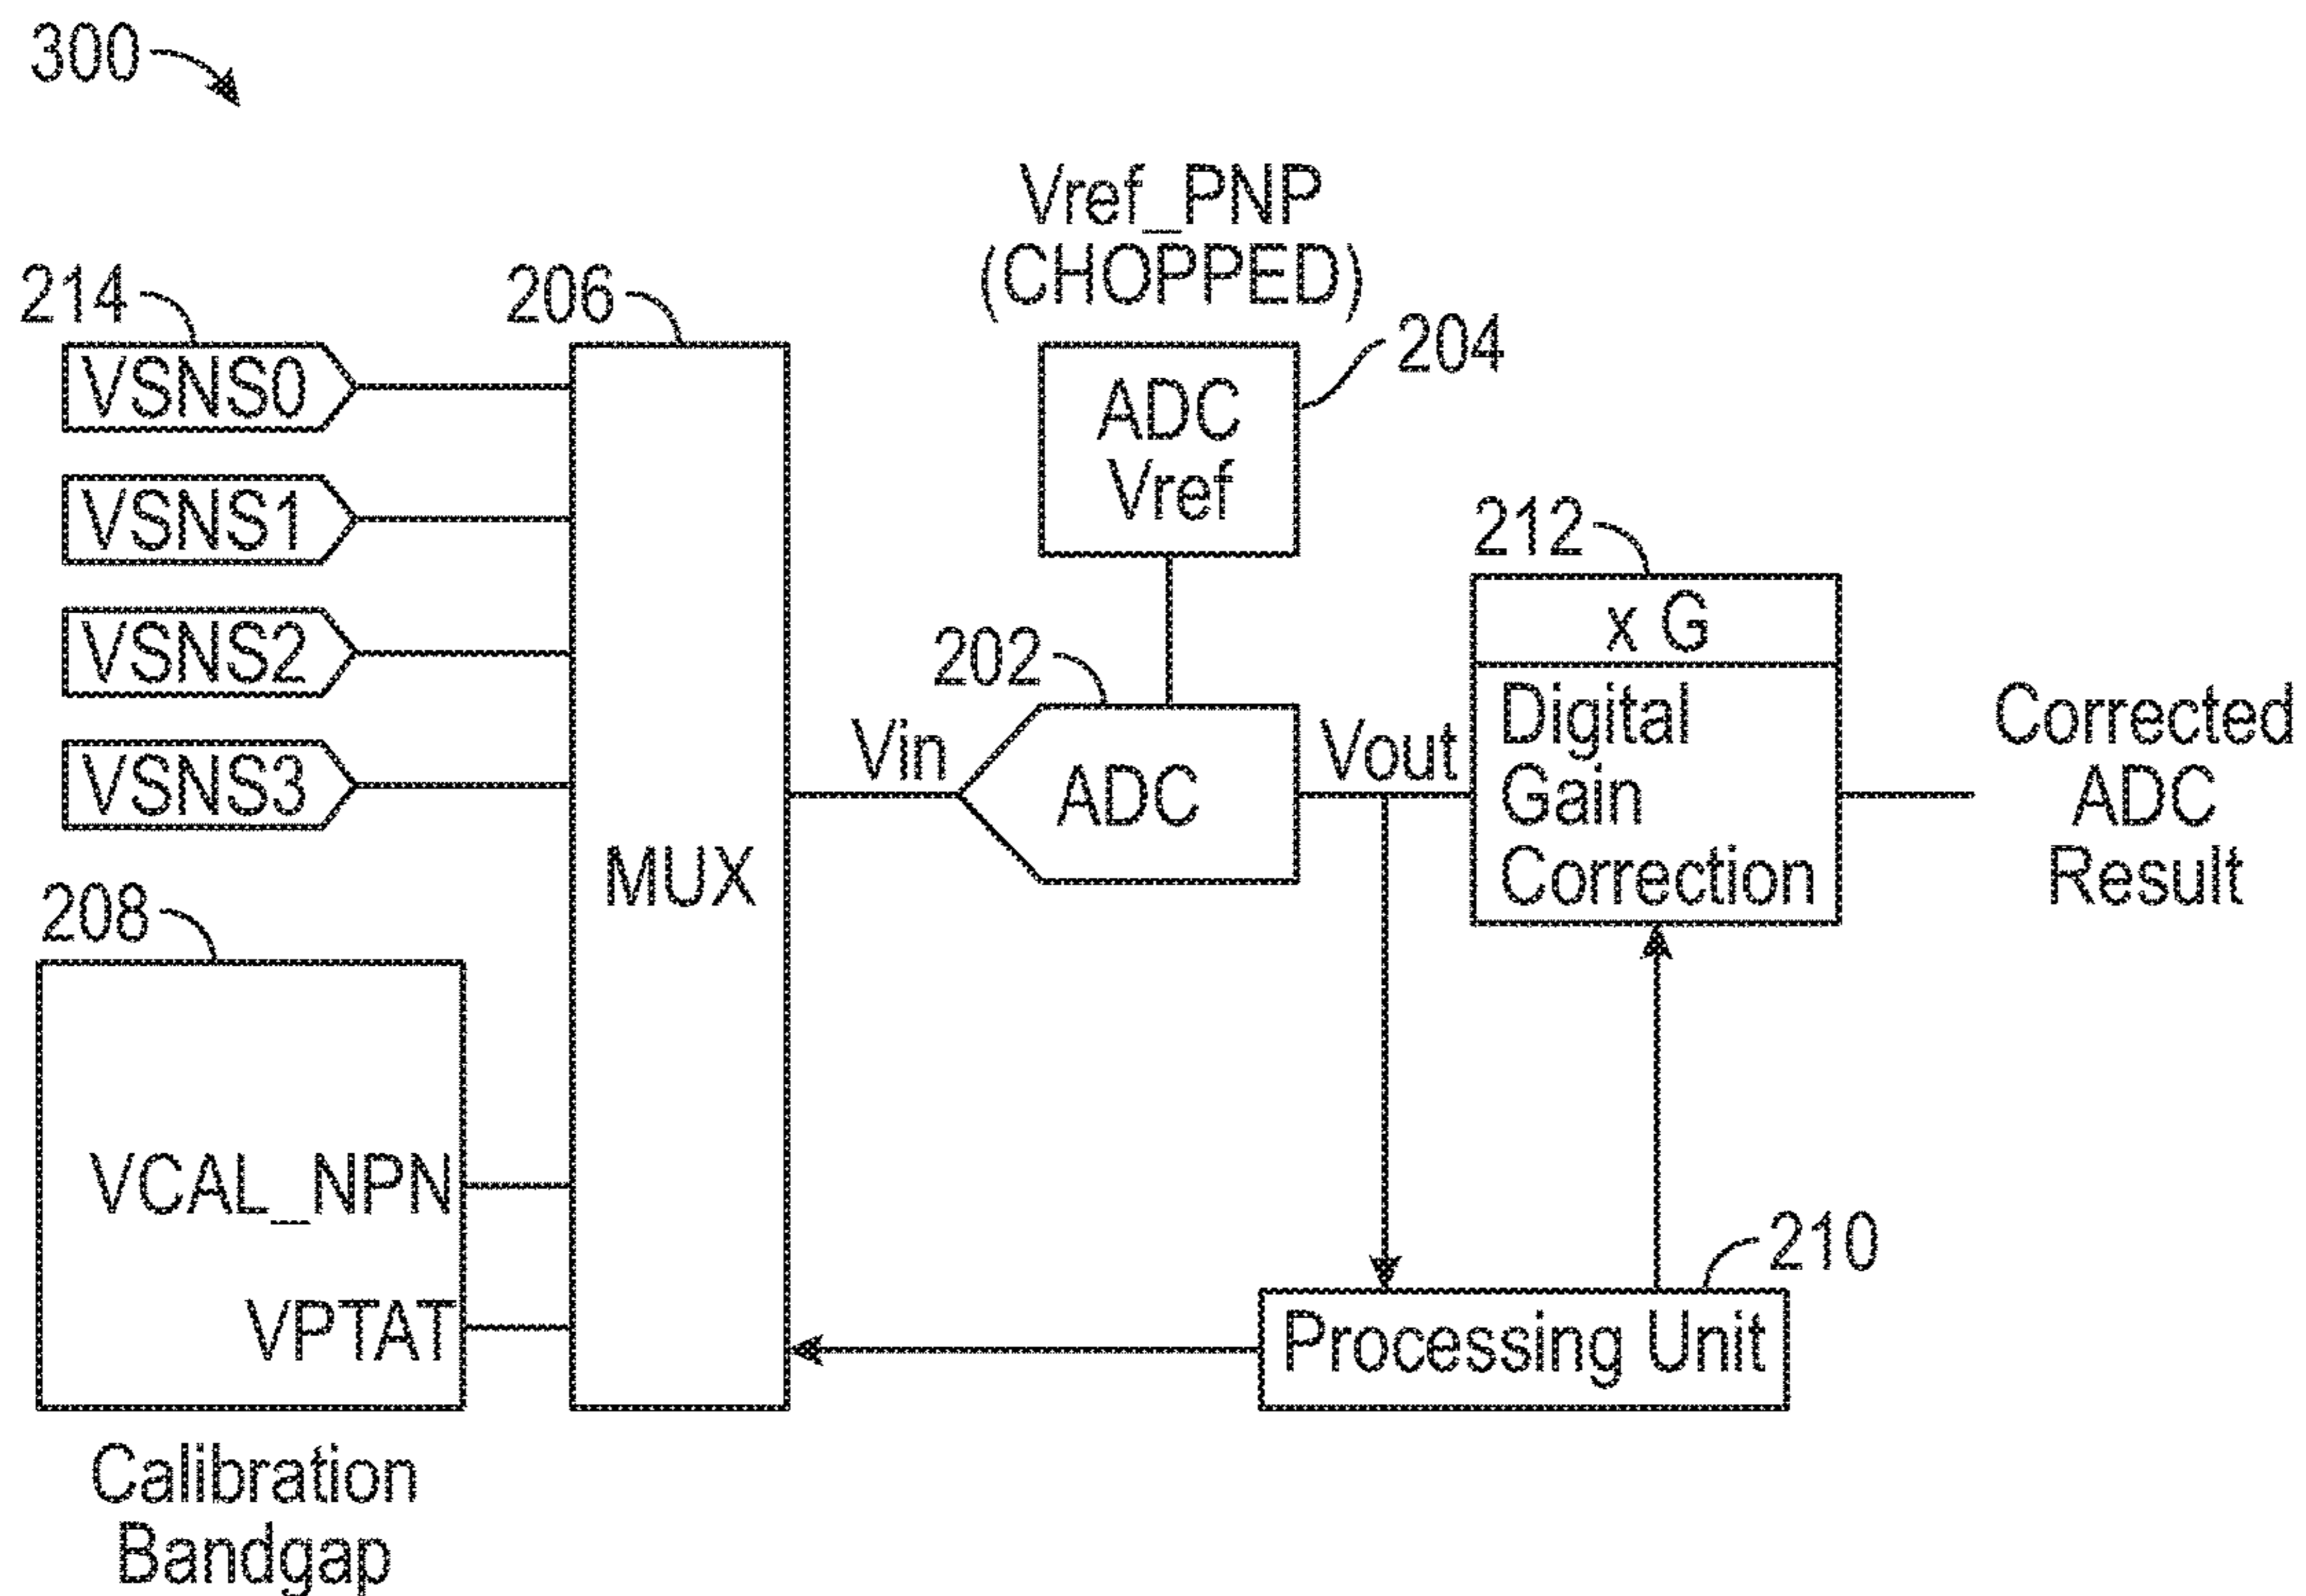 300
Vref_PNP
(CHOPPED)
214
206
204
VSNS0
ADC
Vref
VSNS1
212
x G
VSNS2
202
Digital
Gain
Correction
Corrected
ADC
Result
Vin
Vout
ADC
VSNS3
MUX
208
VCAL_NPN
210
VPTAT
Processing Unit
Calibration
Bandgap